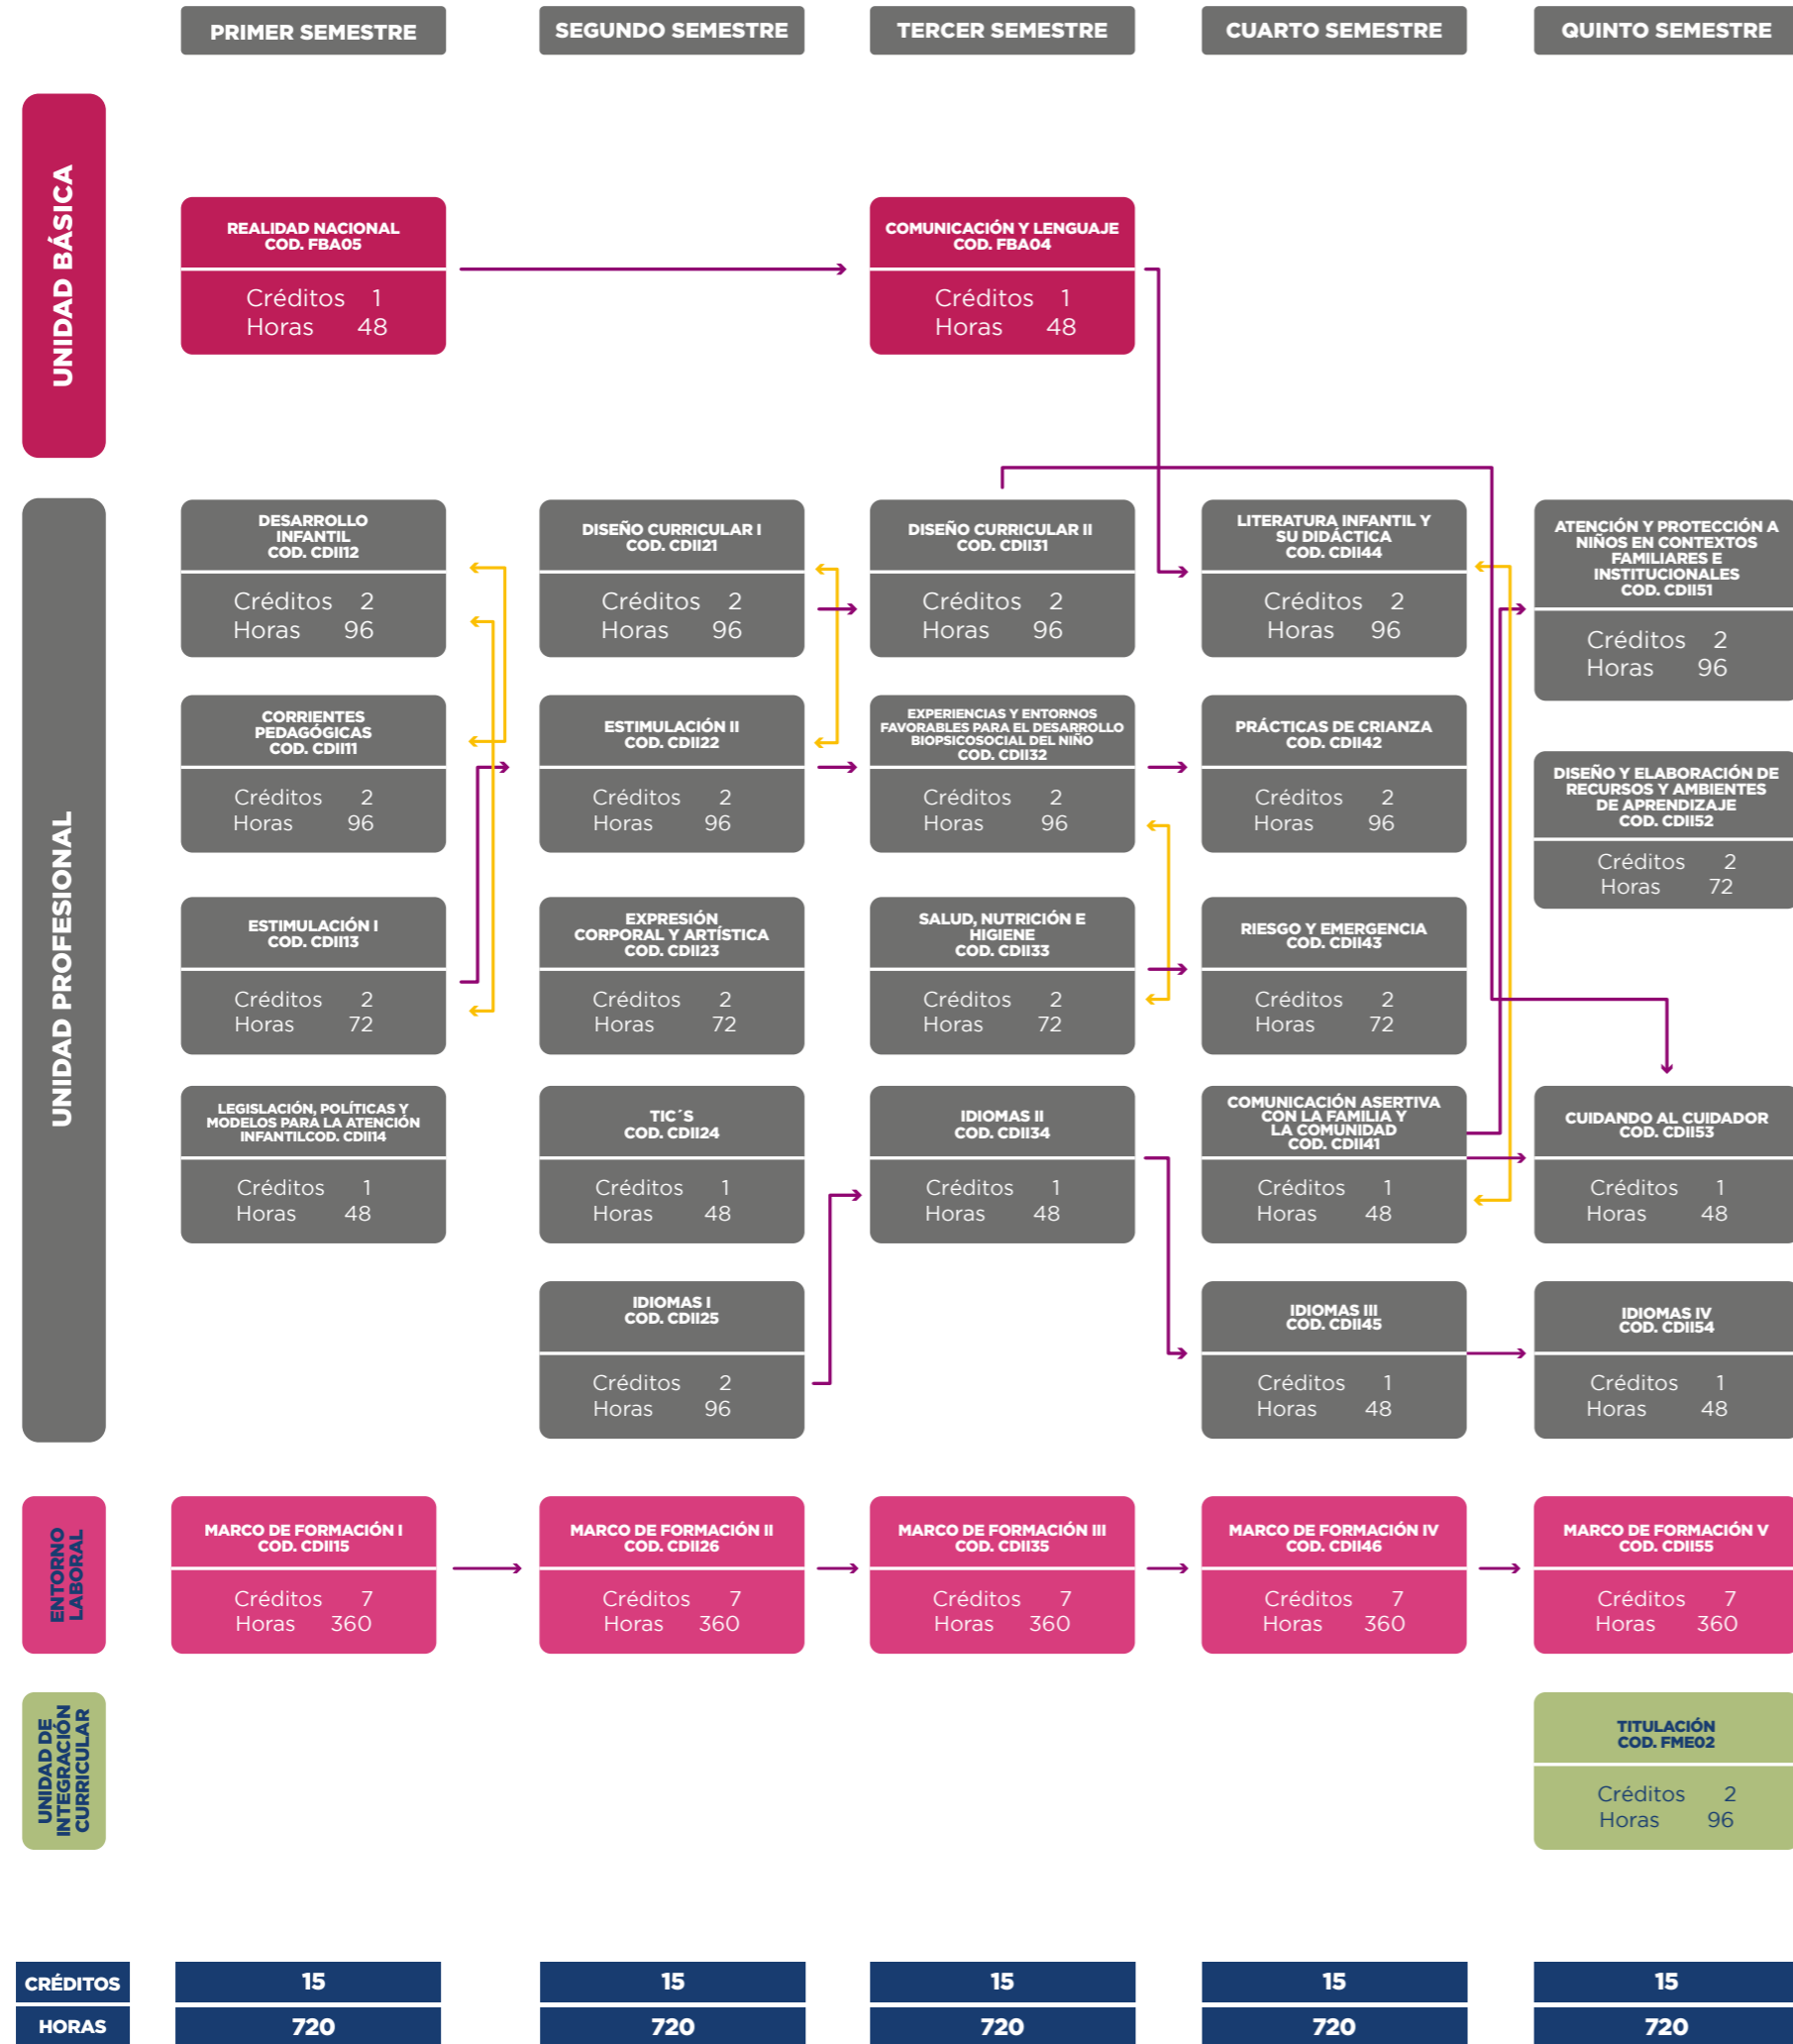 PRIMER SEMESTRE
SEGUNDO SEMESTRE
TERCER SEMESTRE
CUARTO SEMESTRE
QUINTO SEMESTRE
UNIDAD BÁSICA
REALIDAD NACIONAL
COD. FBA05
Créditos 1
Horas 48
COMUNICACIÓN Y LENGUAJE
COD. FBA04
Créditos 1
Horas 48
UNIDAD PROFESIONAL
DESARROLLO
INFANTIL
COD. CDII12
Créditos 2
Horas 96
DISEÑO CURRICULAR I
COD. CDII21
Créditos 2
Horas 96
DISEÑO CURRICULAR II
COD. CDII31
Créditos 2
Horas 96
LITERATURA INFANTIL Y
SU DIDÁCTICA
COD. CDII44
Créditos 2
Horas 96
ATENCIÓN Y PROTECCIÓN A
NIÑOS EN CONTEXTOS
FAMILIARES E
INSTITUCIONALES
COD. CDII51
Créditos 2
Horas 96
CORRIENTES
PEDAGÓGICAS
COD. CDII11
Créditos 2
Horas 96
ESTIMULACIÓN II
COD. CDII22
Créditos 2
Horas 96
EXPERIENCIAS Y ENTORNOS
FAVORABLES PARA EL DESARROLLO
BIOPSICOSOCIAL DEL NIÑO
COD. CDII32
Créditos 2
Horas 96
PRÁCTICAS DE CRIANZA
COD. CDII42
Créditos 2
Horas 96
DISEÑO Y ELABORACIÓN DE
RECURSOS Y AMBIENTES
DE APRENDIZAJE
COD. CDII52
Créditos 2
Horas 72
ESTIMULACIÓN I
COD. CDII13
Créditos 2
Horas 72
EXPRESIÓN
CORPORAL Y ARTÍSTICA
COD. CDII23
Créditos 2
Horas 72
SALUD, NUTRICIÓN E
HIGIENE
COD. CDII33
Créditos 2
Horas 72
RIESGO Y EMERGENCIA
COD. CDII43
Créditos 2
Horas 72
LEGISLACIÓN, POLÍTICAS Y
MODELOS PARA LA ATENCIÓN
INFANTILCOD. CDII14
Créditos 1
Horas 48
TIC´S
COD. CDII24
Créditos 1
Horas 48
IDIOMAS II
COD. CDII34
Créditos 1
Horas 48
COMUNICACIÓN ASERTIVA
CON LA FAMILIA Y
LA COMUNIDAD
COD. CDII41
Créditos 1
Horas 48
CUIDANDO AL CUIDADOR
COD. CDII53
Créditos 1
Horas 48
IDIOMAS I
COD. CDII25
Créditos 2
Horas 96
IDIOMAS III
COD. CDII45
Créditos 1
Horas 48
IDIOMAS IV
COD. CDII54
Créditos 1
Horas 48
ENTORNO
LABORAL
MARCO DE FORMACIÓN I
COD. CDII15
Créditos 7
Horas 360
MARCO DE FORMACIÓN II
COD. CDII26
Créditos 7
Horas 360
MARCO DE FORMACIÓN III
COD. CDII35
Créditos 7
Horas 360
MARCO DE FORMACIÓN IV
COD. CDII46
Créditos 7
Horas 360
MARCO DE FORMACIÓN V
COD. CDII55
Créditos 7
Horas 360
UNIDAD DE
INTEGRACIÓN
CURRICULAR
TITULACIÓN
COD. FME02
Créditos 2
Horas 96
CRÉDITOS 15 15 15 15 15
HORAS 720 720 720 720 720